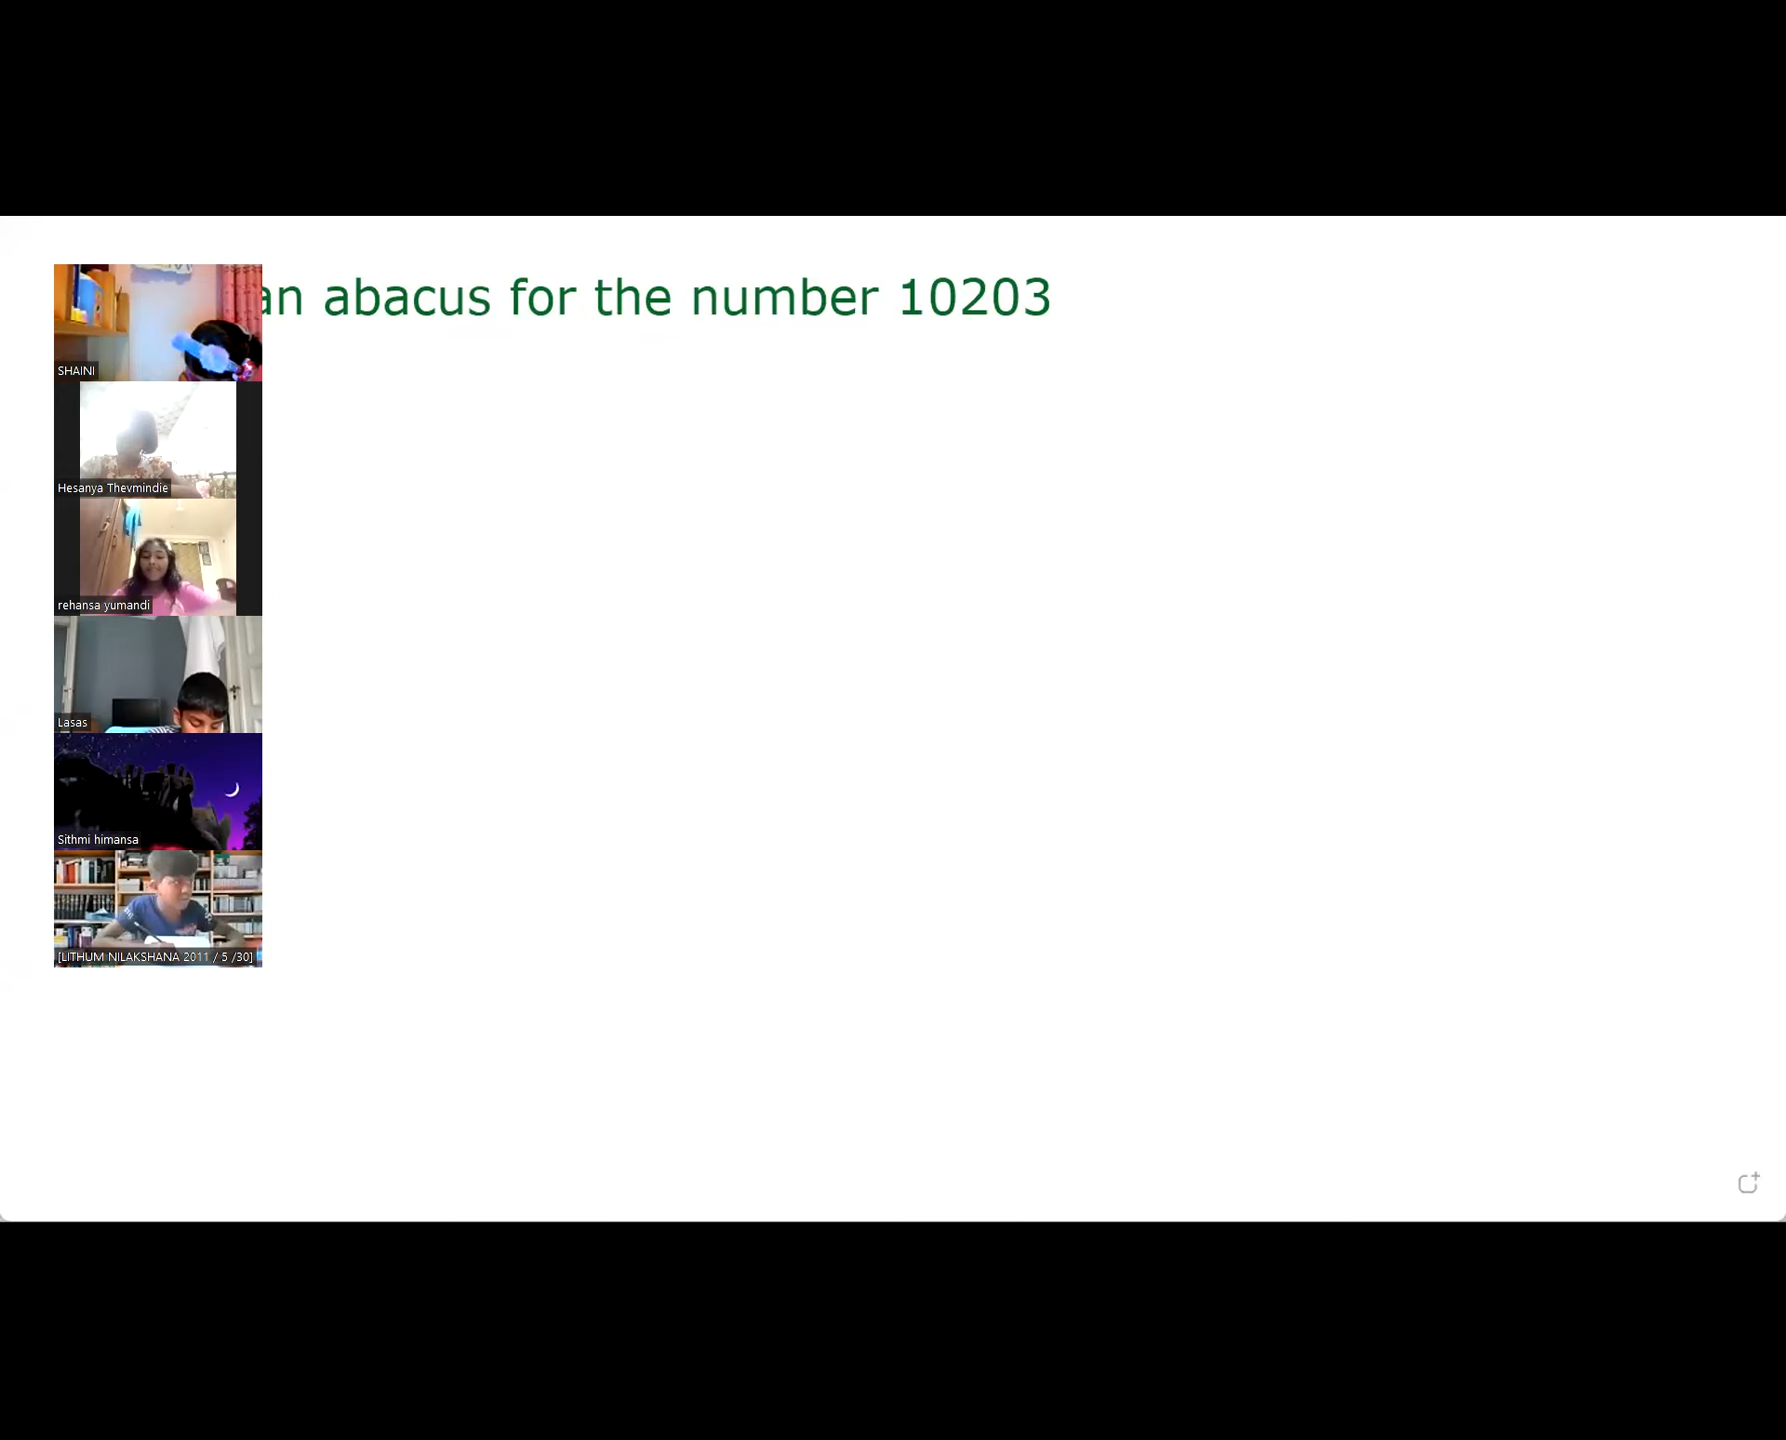 an abacus for the number 10203
SHAINI
Hesanya Thevmindie
rehansa yumandi
Lasas
Sithmi himansa
[LITHUM NILAKSHANA 2011 / 5 /30]